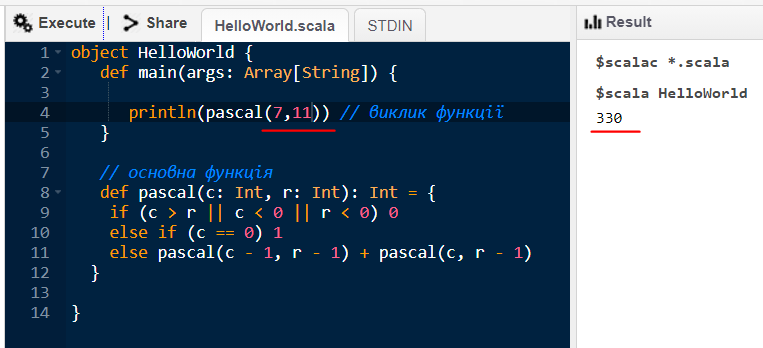 Execute | Share HelloWorld.scala STDIN
1 object HelloWorld {
2 def main(args: Array[String]) {
3
4 println(pascal(7,11)) // виклик функції
5 }
6
7 // основна функція
8 def pascal(c: Int, r: Int): Int = {
9 if (c > r || c < 0 || r < 0) 0
10 else if (c == 0) 1
11 else pascal(c - 1, r - 1) + pascal(c, r - 1)
12 }
13
14 }
Result
$scalac *.scala
$scala HelloWorld
330